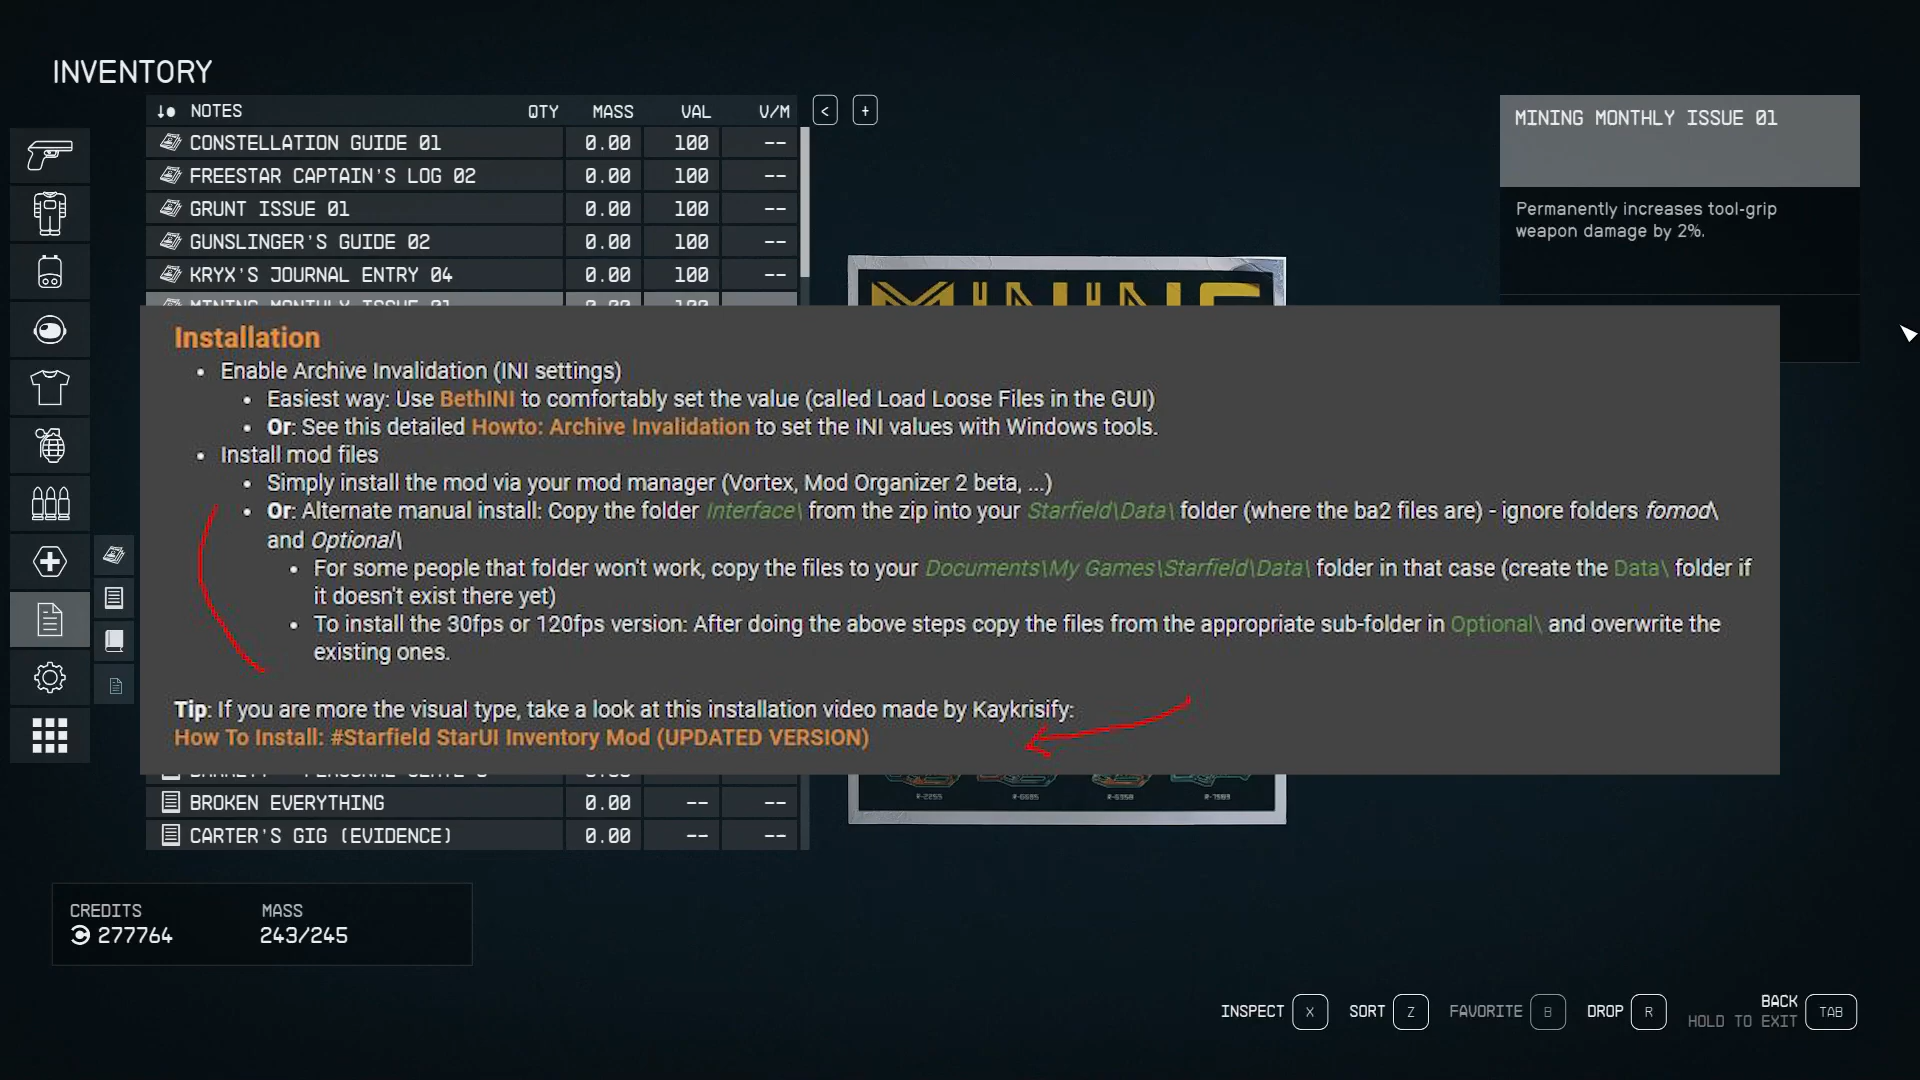 INVENTORY
NOTES QTY MASS VAL V/M < +
CONSTELLATION GUIDE 01 0.00 100 --
FREESTAR CAPTAIN'S LOG 02 0.00 100 --
GRUNT ISSUE 01 0.00 100 --
GUNSLINGER'S GUIDE 02 0.00 100 --
KRYX'S JOURNAL ENTRY 04 0.00 100 --
MINING MONTHLY ISSUE 01 0.00 100
MINING MONTHLY ISSUE 01
Permanently increases tool-grip
weapon damage by 2%.
MINING
Installation
• Enable Archive Invalidation (INI settings)
• Easiest way: Use BethINI to comfortably set the value (called Load Loose Files in the GUI)
• Or: See this detailed Howto: Archive Invalidation to set the INI values with Windows tools.
• Install mod files
• Simply install the mod via your mod manager (Vortex, Mod Organizer 2 beta, ...)
• Or: Alternate manual install: Copy the folder Interface\ from the zip into your Starfield\Data\ folder (where the ba2 files are) - ignore folders fomod\
and Optional\
• For some people that folder won't work, copy the files to your Documents\My Games\Starfield\Data\ folder in that case (create the Data\ folder if
it doesn't exist there yet)
• To install the 30fps or 120fps version: After doing the above steps copy the files from the appropriate sub-folder in Optional\ and overwrite the
existing ones.
Tip: If you are more the visual type, take a look at this installation video made by Kaykrisify:
How To Install: #Starfield StarUI Inventory Mod (UPDATED VERSION)
BROKEN EVERYTHING 0.00 -- --
CARTER'S GIG (EVIDENCE) 0.00 -- --
CREDITS MASS
277764 243/245
INSPECT X SORT Z FAVORITE B DROP R BACK TAB
HOLD TO EXIT